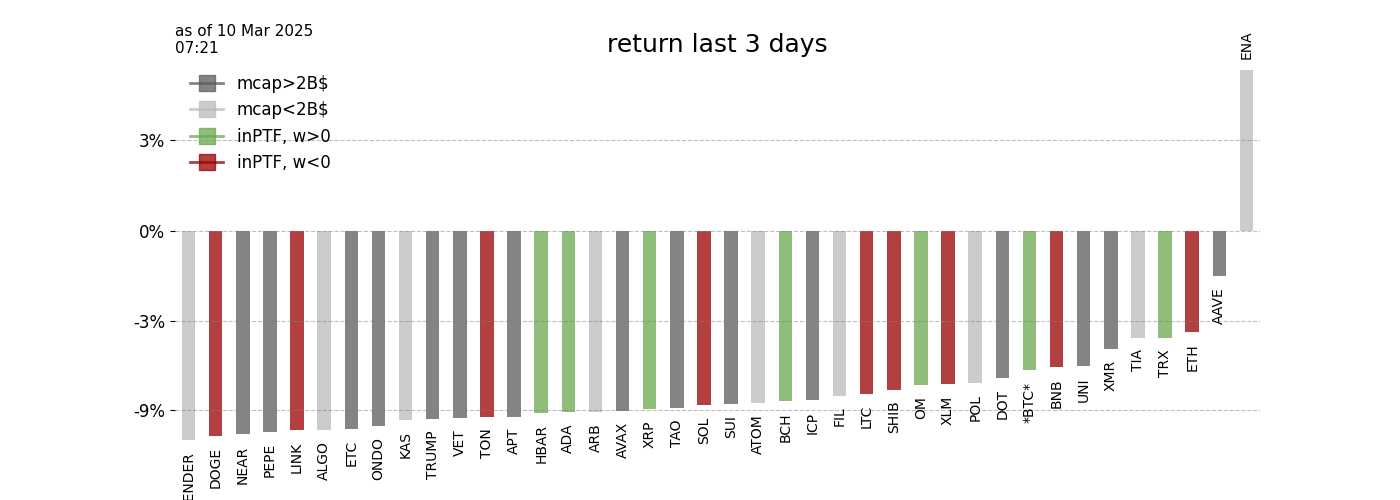 as of 10 Mar 2025
07:21
return last 3 days
mcap>2B$
mcap<2B$
inPTF, w>0
inPTF, w<0
3%
0%
-3%
-9%
ENDER
DOGE
NEAR
PEPE
LINK
ALGO
ETC
ONDO
KAS
TRUMP
VET
TON
APT
HBAR
ADA
ARB
AVAX
XRP
TAO
SOL
SUI
ATOM
BCH
ICP
FIL
LTC
SHIB
OM
XLM
POL
DOT
*BTC*
BNB
UNI
XMR
TIA
TRX
ETH
AAVE
ENA